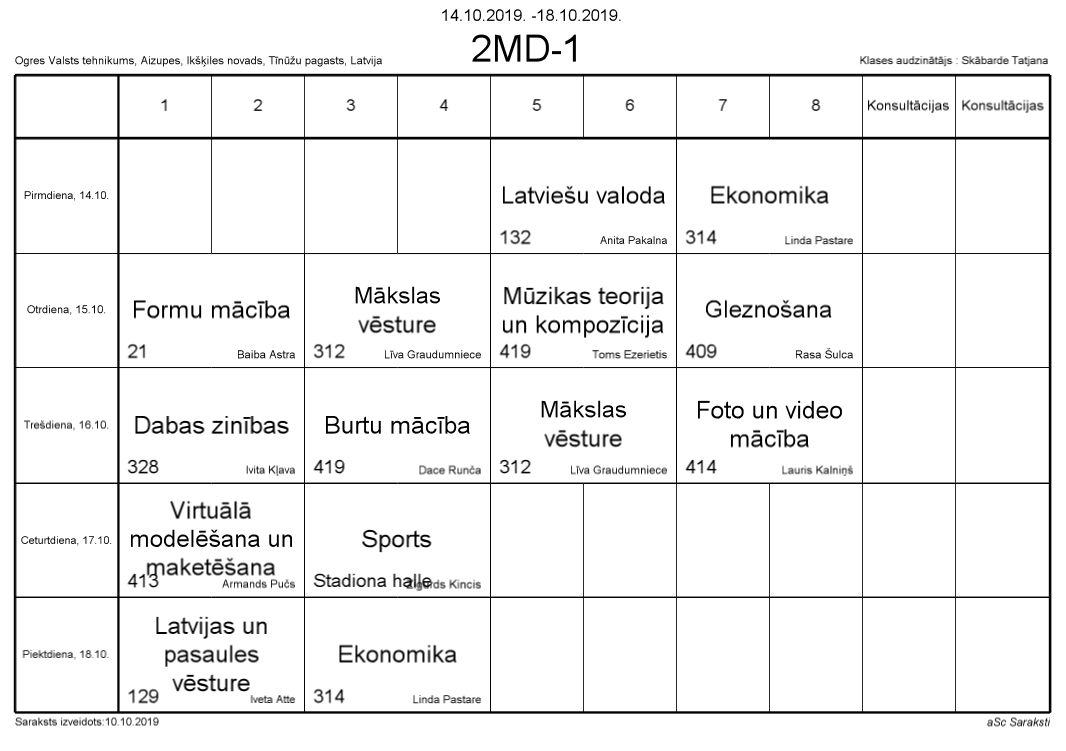 14.10.2019. -18.10.2019.
2MD-1
Ogres Valsts tehnikums, Aizupes, Ikšķiles novads, Tīnūžu pagasts, Latvija
Klases audzinātājs : Skābarde Tatjana
1 2 3 4 5 6 7 8 Konsultācijas Konsultācijas
Pirmdiena, 14.10.
Latviešu valoda
132 Anita Pakalna
Ekonomika
314 Linda Pastare
Otrdiena, 15.10.
Formu mācība
21 Baiba Astra
Mākslas
vēsture
312 Līva Graudumniece
Mūzikas teorija
un kompozīcija
419 Toms Ezerietis
Gleznošana
409 Rasa Šulca
Trešdiena, 16.10.
Dabas zinības
328 Ivita Kļava
Burtu mācība
419 Dace Runča
Mākslas
vēsture
312 Līva Graudumniece
Foto un video
mācība
414 Lauris Kalniņš
Ceturtdiena, 17.10.
Virtuālā
modelēšana un
maketēšana
413 Armands Pučs
Sports
Stadiona halle Zigurds Kincis
Piektdiena, 18.10.
Latvijas un
pasaules
vēsture
129 Iveta Atte
Ekonomika
314 Linda Pastare
Saraksts izveidots:10.10.2019
aSc Saraksti